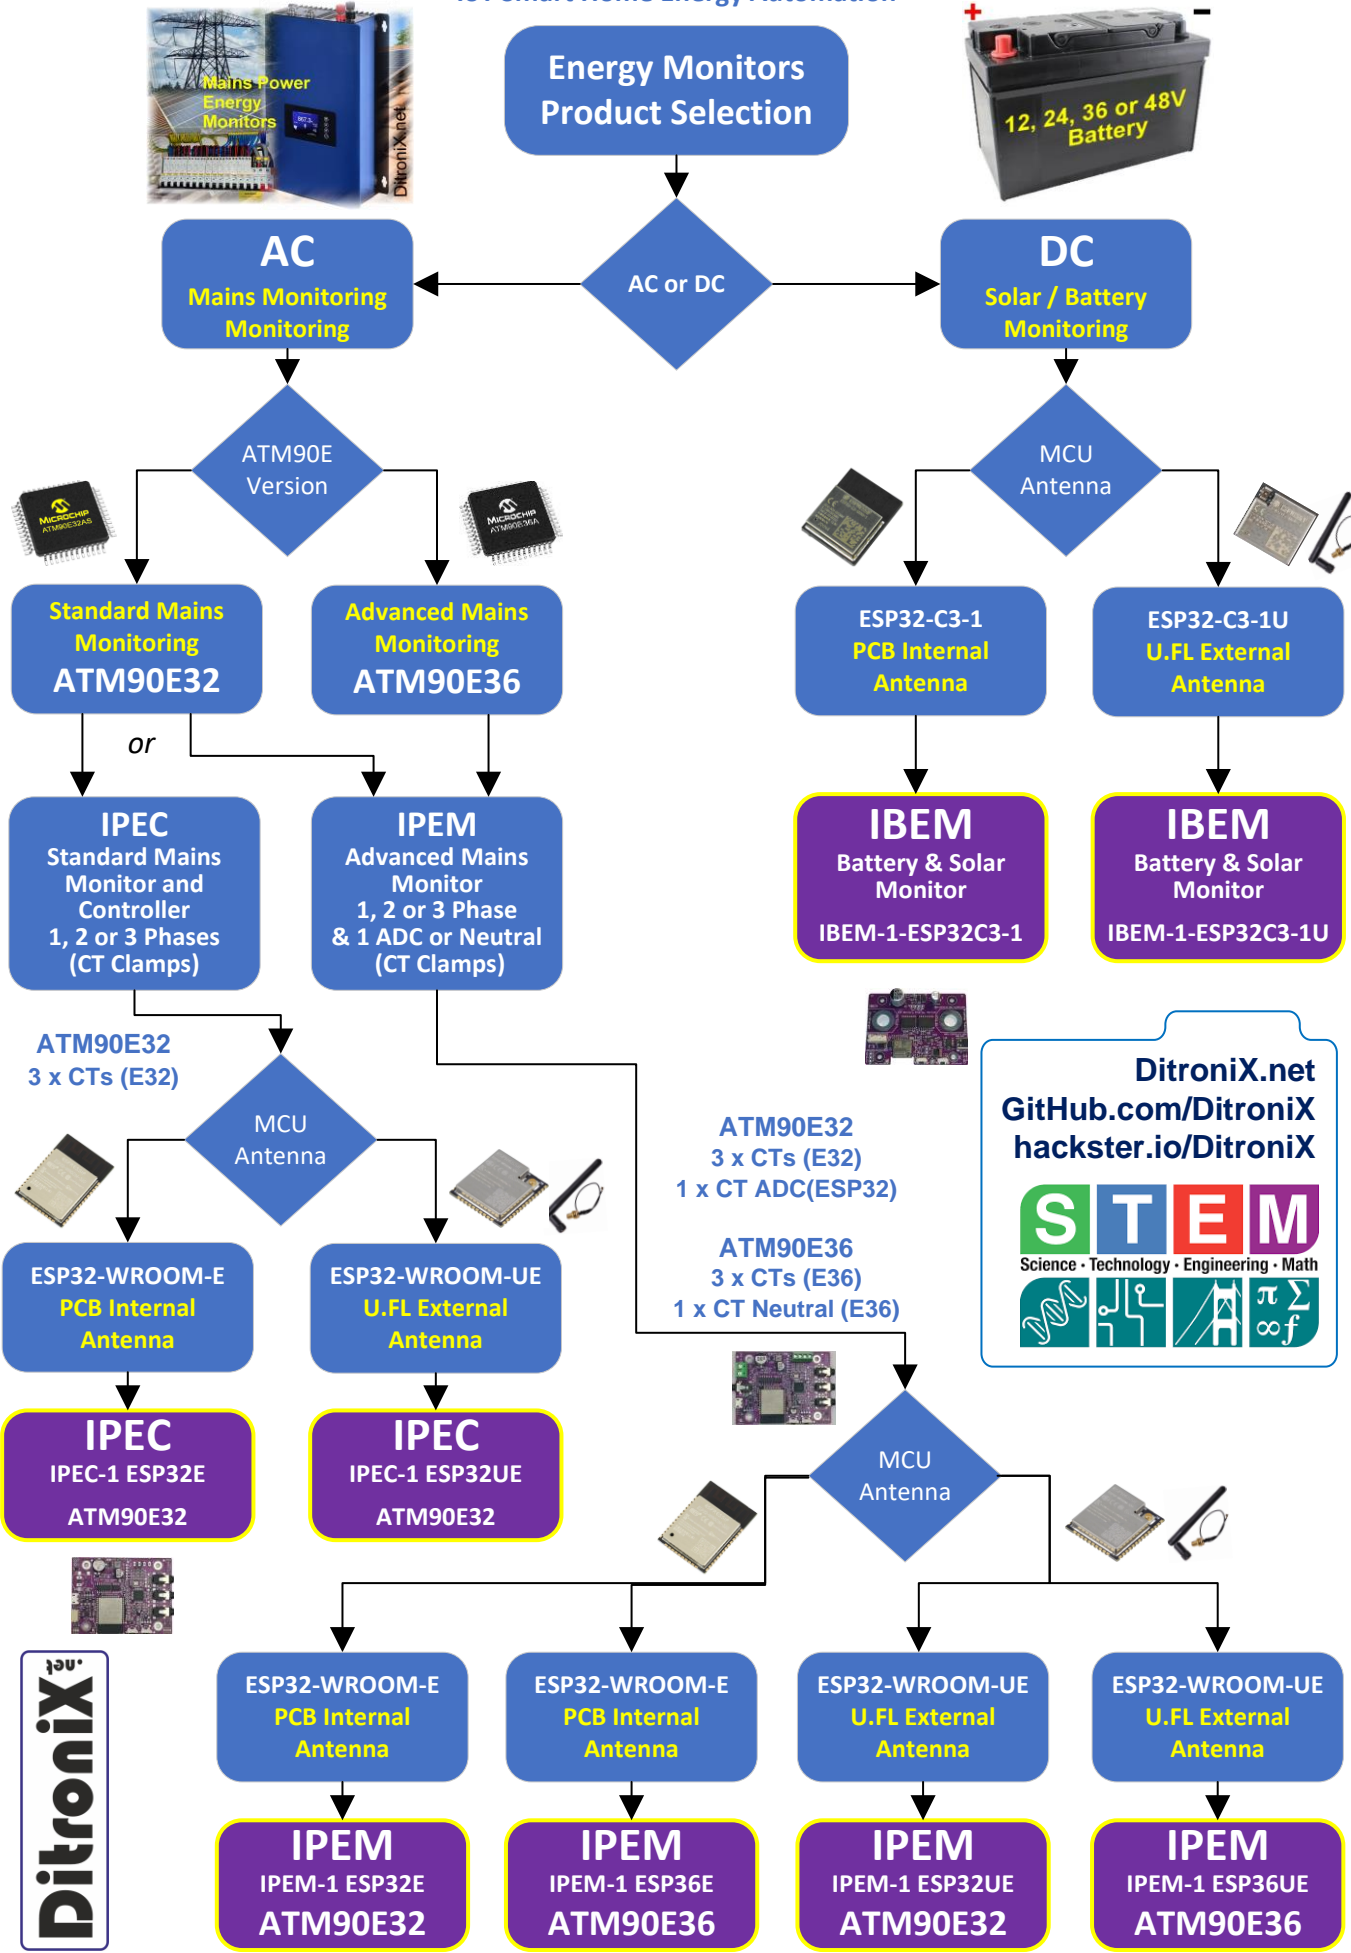 IoT Smart Home Energy Automation
Mains Power
Energy
Monitors
DitroniX.net
Energy Monitors
Product Selection
+ −
12, 24, 36 or 48V
Battery
AC
Mains Monitoring
Monitoring
AC or DC
DC
Solar / Battery
Monitoring
ATM90E
Version
MCU
Antenna
MICROCHIP
ATM90E32AS
MICROCHIP
ATM90E36A
Standard Mains
Monitoring
ATM90E32
Advanced Mains
Monitoring
ATM90E36
ESP32-C3-1
PCB Internal
Antenna
ESP32-C3-1U
U.FL External
Antenna
or
IPEC
Standard Mains
Monitor and
Controller
1, 2 or 3 Phases
(CT Clamps)
IPEM
Advanced Mains
Monitor
1, 2 or 3 Phase
& 1 ADC or Neutral
(CT Clamps)
IBEM
Battery & Solar
Monitor
IBEM-1-ESP32C3-1
IBEM
Battery & Solar
Monitor
IBEM-1-ESP32C3-1U
ATM90E32
3 x CTs (E32)
MCU
Antenna
ATM90E32
3 x CTs (E32)
1 x CT ADC(ESP32)
ATM90E36
3 x CTs (E36)
1 x CT Neutral (E36)
DitroniX.net
GitHub.com/DitroniX
hackster.io/DitroniX
STEM
Science · Technology · Engineering · Math
π Σ
∞ f
ESP32-WROOM-E
PCB Internal
Antenna
ESP32-WROOM-UE
U.FL External
Antenna
IPEC
IPEC-1 ESP32E
ATM90E32
IPEC
IPEC-1 ESP32UE
ATM90E32
MCU
Antenna
DitroniX.net
ESP32-WROOM-E
PCB Internal
Antenna
ESP32-WROOM-E
PCB Internal
Antenna
ESP32-WROOM-UE
U.FL External
Antenna
ESP32-WROOM-UE
U.FL External
Antenna
IPEM
IPEM-1 ESP32E
ATM90E32
IPEM
IPEM-1 ESP36E
ATM90E36
IPEM
IPEM-1 ESP32UE
ATM90E32
IPEM
IPEM-1 ESP36UE
ATM90E36